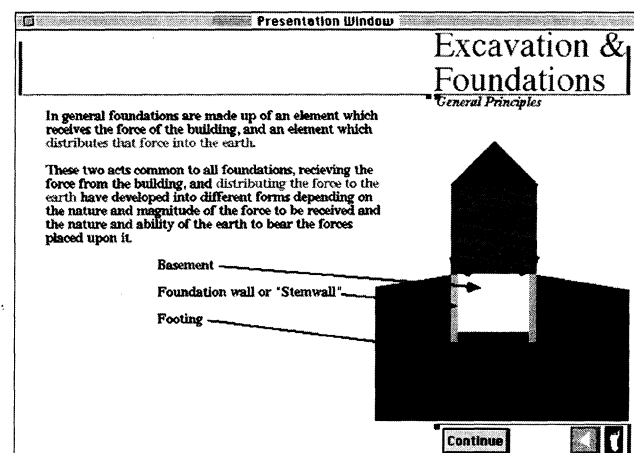 Presentation Window
Excavation &
Foundations
General Principles
In general foundations are made up of an element which
receives the force of the building, and an element which
distributes that force into the earth.
These two acts common to all foundations, recieving the
force from the building, and distributing the force to the
earth have developed into different forms depending on
the nature and magnitude of the force to be received and
the nature and ability of the earth to bear the forces
placed upon it.
Basement
Foundation wall or "Stemwall"
Footing
Continue